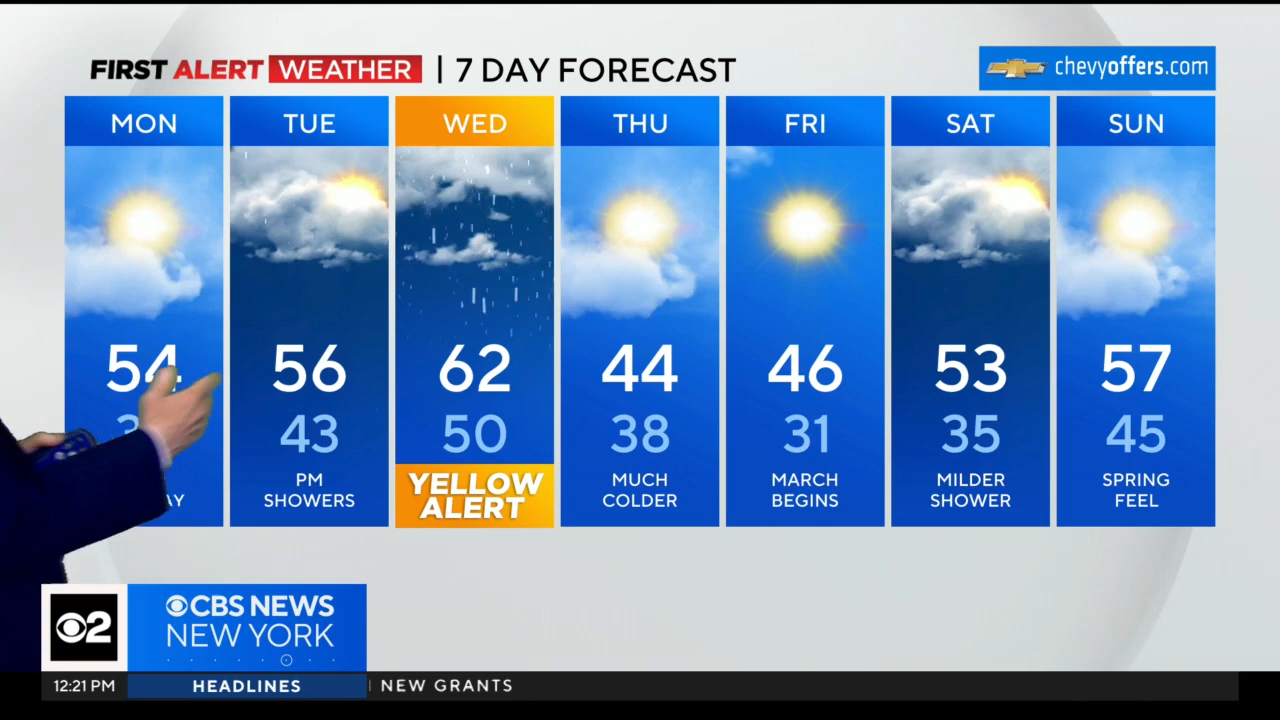 FIRST ALERT WEATHER | 7 DAY FORECAST
chevyoffers.com
MON
TUE
WED
THU
FRI
SAT
SUN
54
56
62
44
46
53
57
43
50
38
31
35
45
PM
SHOWERS
YELLOW
ALERT
MUCH
COLDER
MARCH
BEGINS
MILDER
SHOWER
SPRING
FEEL
2
CBS NEWS
NEW YORK
12:21 PM
HEADLINES
NEW GRANTS